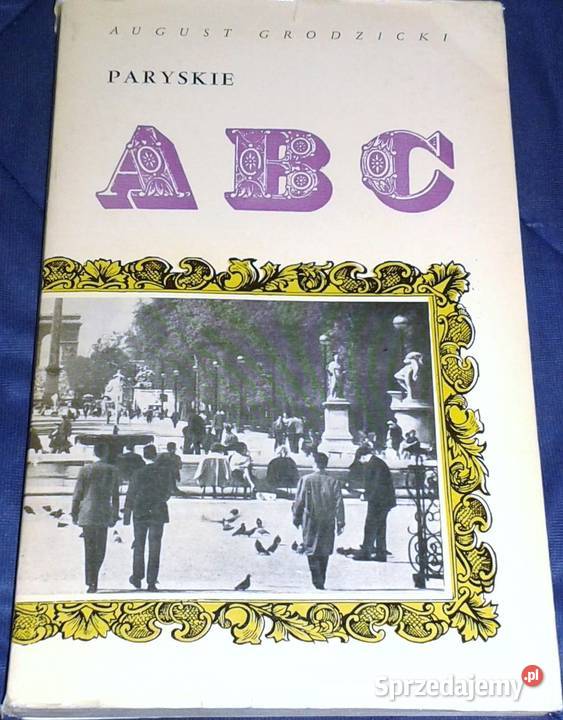 AUGUST GRODZICKI
PARYSKIE
ABC
Sprzedajemy.pl